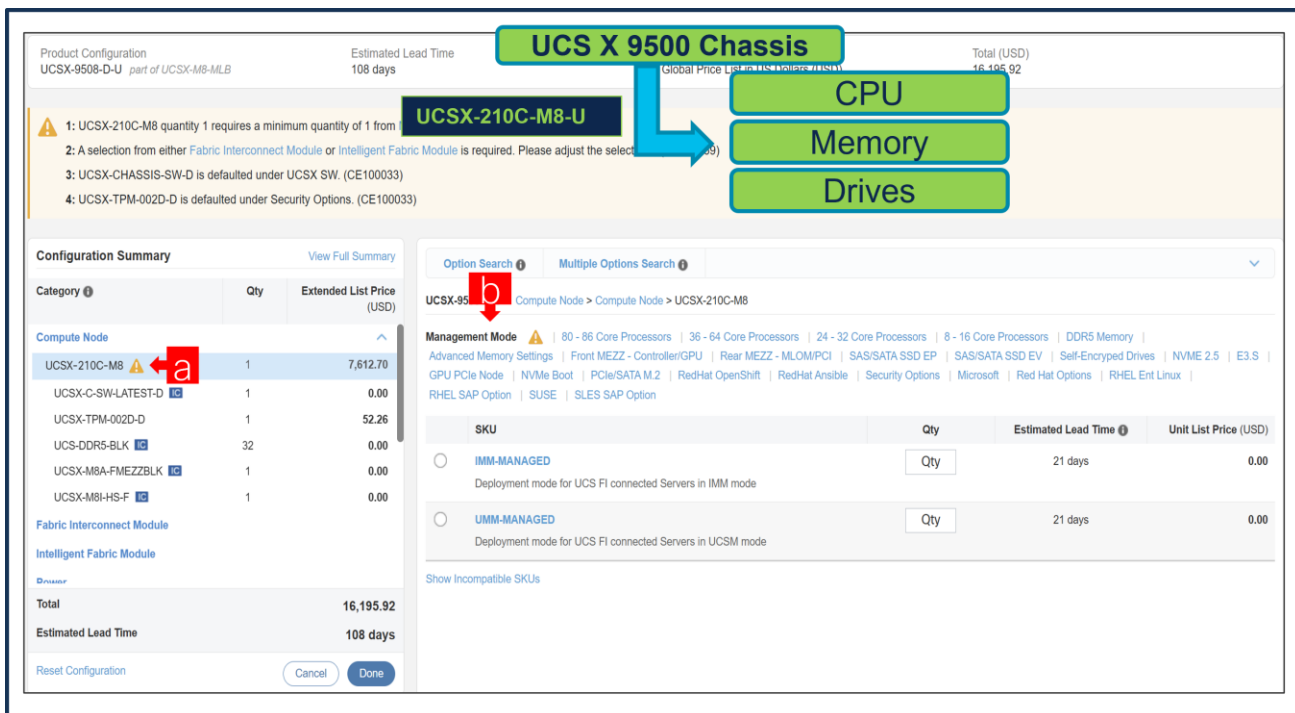 UCS X 9500 Chassis
CPU
Memory
Drives
UCSX-210C-M8-U
Product Configuration
UCSX-9508-D-U part of UCSX-M8-MLB
Estimated Lead Time
108 days
Global Price List in US Dollars (USD)
Total (USD)
16,195.92
1: UCSX-210C-M8 quantity 1 requires a minimum quantity of 1 from
2: A selection from either Fabric Interconnect Module or Intelligent Fabric Module is required. Please adjust the
3: UCSX-CHASSIS-SW-D is defaulted under UCSX SW. (CE100033)
4: UCSX-TPM-002D-D is defaulted under Security Options. (CE100033)
Configuration Summary
View Full Summary
Category
Qty
Extended List Price (USD)
Compute Node
UCSX-210C-M8 1 7,612.70
a
UCSX-C-SW-LATEST-D IC 1 0.00
UCSX-TPM-002D-D 1 52.26
UCS-DDR5-BLK IC 32 0.00
UCSX-M8A-FMEZZBLK IC 1 0.00
UCSX-M8I-HS-F IC 1 0.00
Fabric Interconnect Module
Intelligent Fabric Module
Power
Total 16,195.92
Estimated Lead Time 108 days
Reset Configuration
Cancel
Done
Option Search
Multiple Options Search
b
Compute Node > Compute Node > UCSX-210C-M8
Management Mode | 80 - 86 Core Processors | 36 - 64 Core Processors | 24 - 32 Core Processors | 8 - 16 Core Processors | DDR5 Memory |
Advanced Memory Settings | Front MEZZ - Controller/GPU | Rear MEZZ - MLOM/PCI | SAS/SATA SSD EP | SAS/SATA SSD EV | Self-Encryped Drives | NVME 2.5 | E3.S |
GPU PCIe Node | NVMe Boot | PCIe/SATA M.2 | RedHat OpenShift | RedHat Ansible | Security Options | Microsoft | Red Hat Options | RHEL Ent Linux |
RHEL SAP Option | SUSE | SLES SAP Option
SKU Qty Estimated Lead Time Unit List Price (USD)
IMM-MANAGED Qty 21 days 0.00
Deployment mode for UCS FI connected Servers in IMM mode
UMM-MANAGED Qty 21 days 0.00
Deployment mode for UCS FI connected Servers in UCSM mode
Show Incompatible SKUs